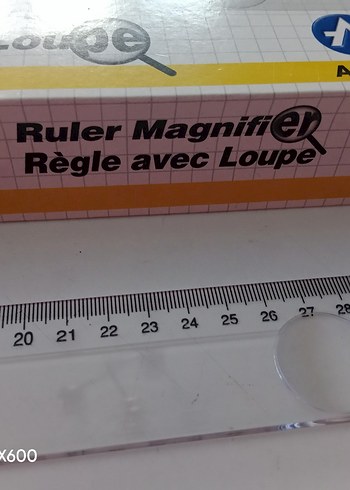 Loupe
A
Ruler Magnifier
Règle avec Loupe
20 21 22 23 24 25 26 27 28
X600